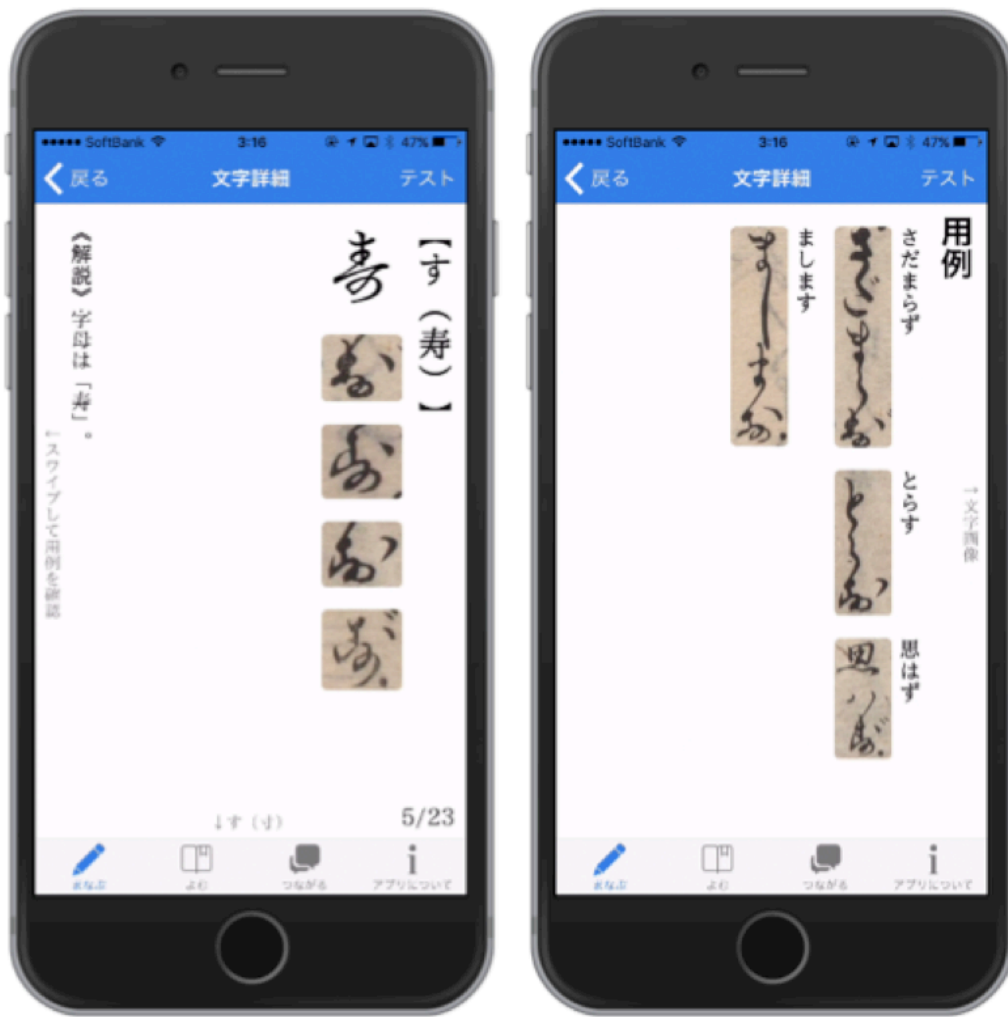 SoftBank 3:16 47%
戻る 文字詳細 テスト
【す（寿）】
寿
《解説》字母は「寿」。
←スワイプして用例を確認
↓す（寸）
5/23
まなぶ よむ つながる アプリについて
SoftBank 3:16 47%
戻る 文字詳細 テスト
→文字画像
用例
さだまらず
とらす
思はず
まします
まなぶ よむ つながる アプリについて